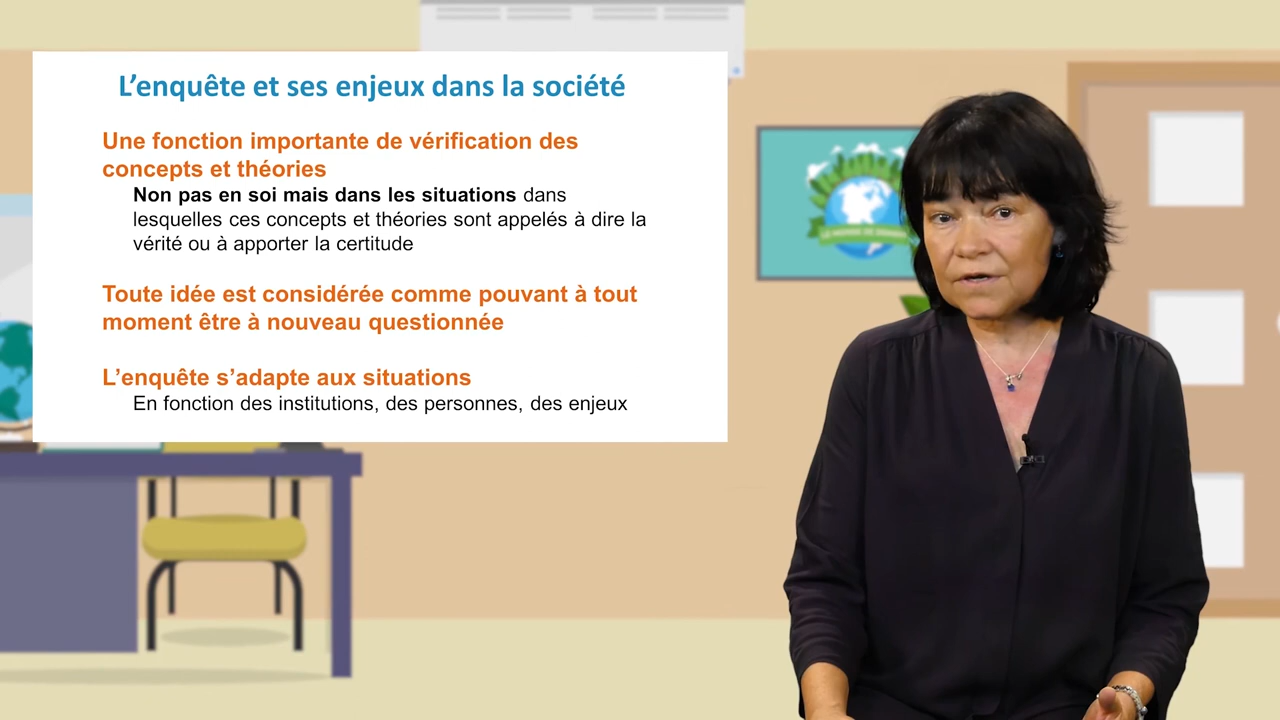 L'enquête et ses enjeux dans la société
Une fonction importante de vérification des
concepts et théories
Non pas en soi mais dans les situations dans
lesquelles ces concepts et théories sont appelés à dire la
vérité ou à apporter la certitude
Toute idée est considérée comme pouvant à tout
moment être à nouveau questionnée
L'enquête s'adapte aux situations
En fonction des institutions, des personnes, des enjeux